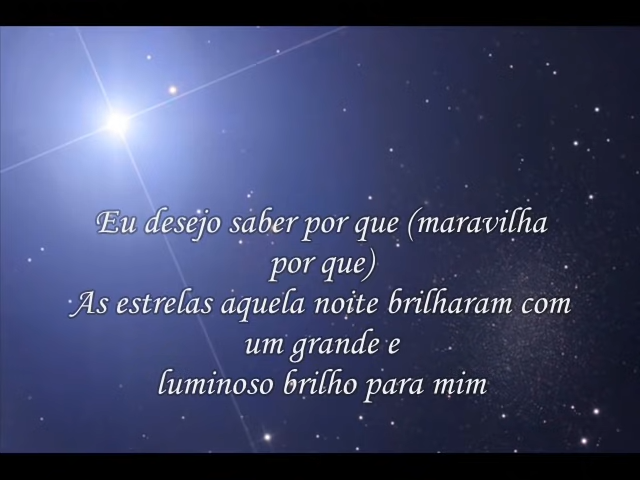 Eu desejo saber por que (maravilha
por que)
As estrelas aquela noite brilharam com
um grande e
luminoso brilho para mim